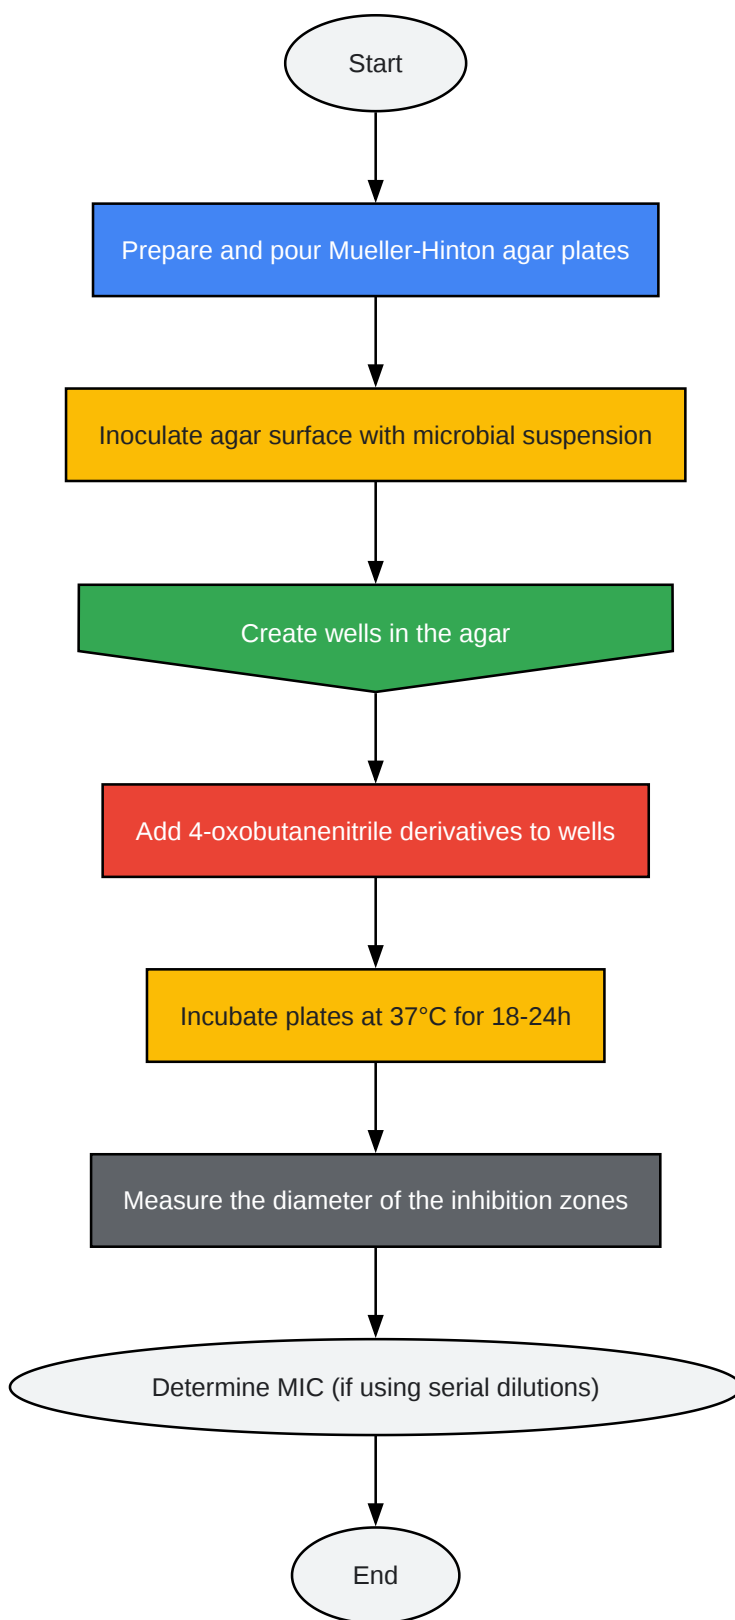 Start
Prepare and pour Mueller-Hinton agar plates
Inoculate agar surface with microbial suspension
Create wells in the agar
Add 4-oxobutanenitrile derivatives to wells
Incubate plates at 37°C for 18-24h
Measure the diameter of the inhibition zones
Determine MIC (if using serial dilutions)
End